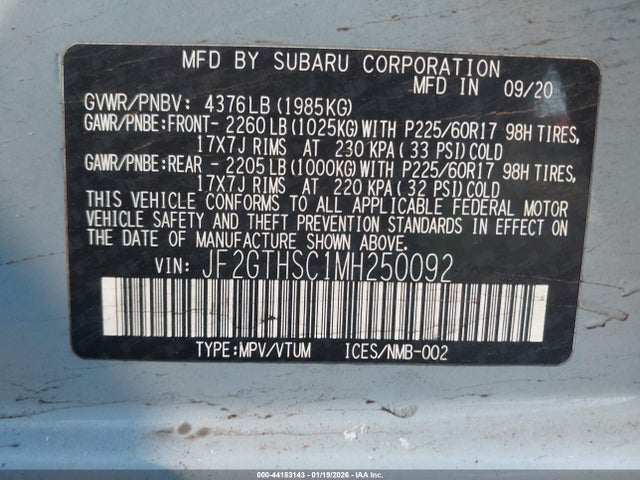 MFD BY SUBARU CORPORATION
MFD IN 09/20
GVWR/PNBV: 4376LB (1985KG)
GAWR/PNBE:FRONT- 2260LB(1025KG)WITH P225/60R17 98H TIRES,
17X7J RIMS AT 230 KPA(33 PSI)COLD
GAWR/PNBE:REAR - 2205LB(1000KG)WITH P225/60R17 98H TIRES,
17X7J RIMS AT 220 KPA(32 PSI)COLD
THIS VEHICLE CONFORMS TO ALL APPLICABLE FEDERAL MOTOR
VEHICLE SAFETY AND THEFT PREVENTION STANDARDS IN EFFECT ON
THE DATE OF MANUFACTURE SHOWN ABOVE.
VIN: JF2GTHSC1MH250092
TYPE:MPV/VTUM ICES/NMB-002
000-44183143 - 01/19/2026 - IAA Inc.